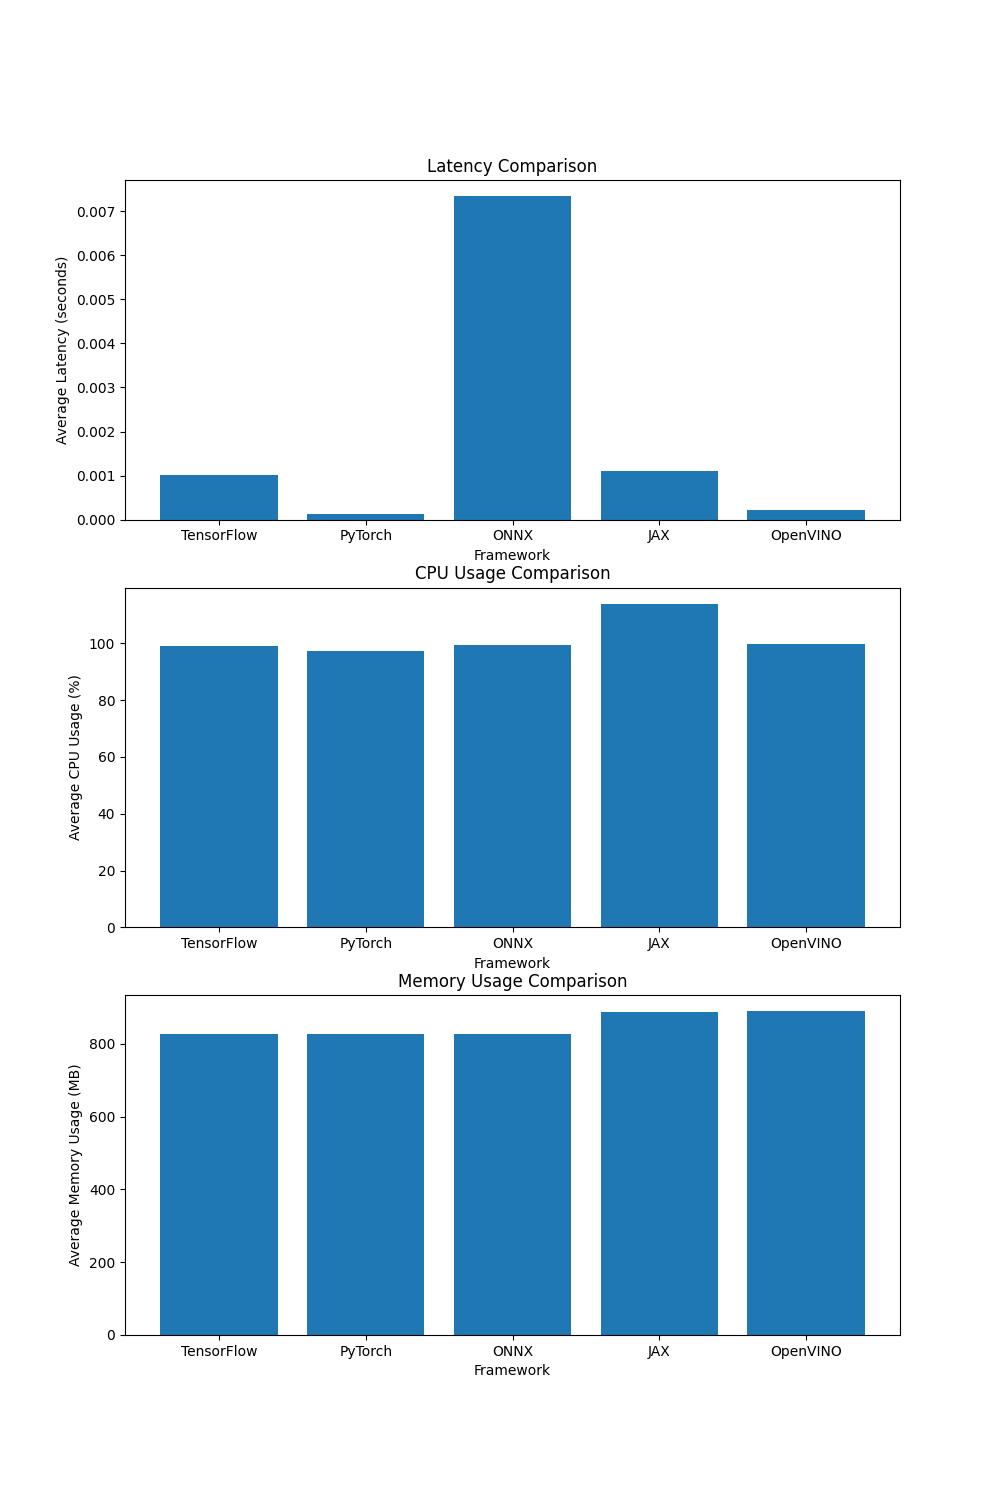 Latency Comparison
Average Latency (seconds)
0.007
0.006
0.005
0.004
0.003
0.002
0.001
0.000
TensorFlow PyTorch ONNX JAX OpenVINO
Framework
CPU Usage Comparison
Average CPU Usage (%)
100
80
60
40
20
0
TensorFlow PyTorch ONNX JAX OpenVINO
Framework
Memory Usage Comparison
Average Memory Usage (MB)
800
600
400
200
0
TensorFlow PyTorch ONNX JAX OpenVINO
Framework